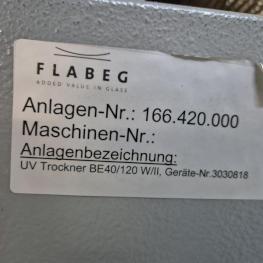 FLABEG
ADDED VALUE IN GLASS
Anlagen-Nr.: 166.420.000
Maschinen-Nr.:
Anlagenbezeichnung:
UV Trockner BE40/120 W/II, Geräte-Nr.3030818